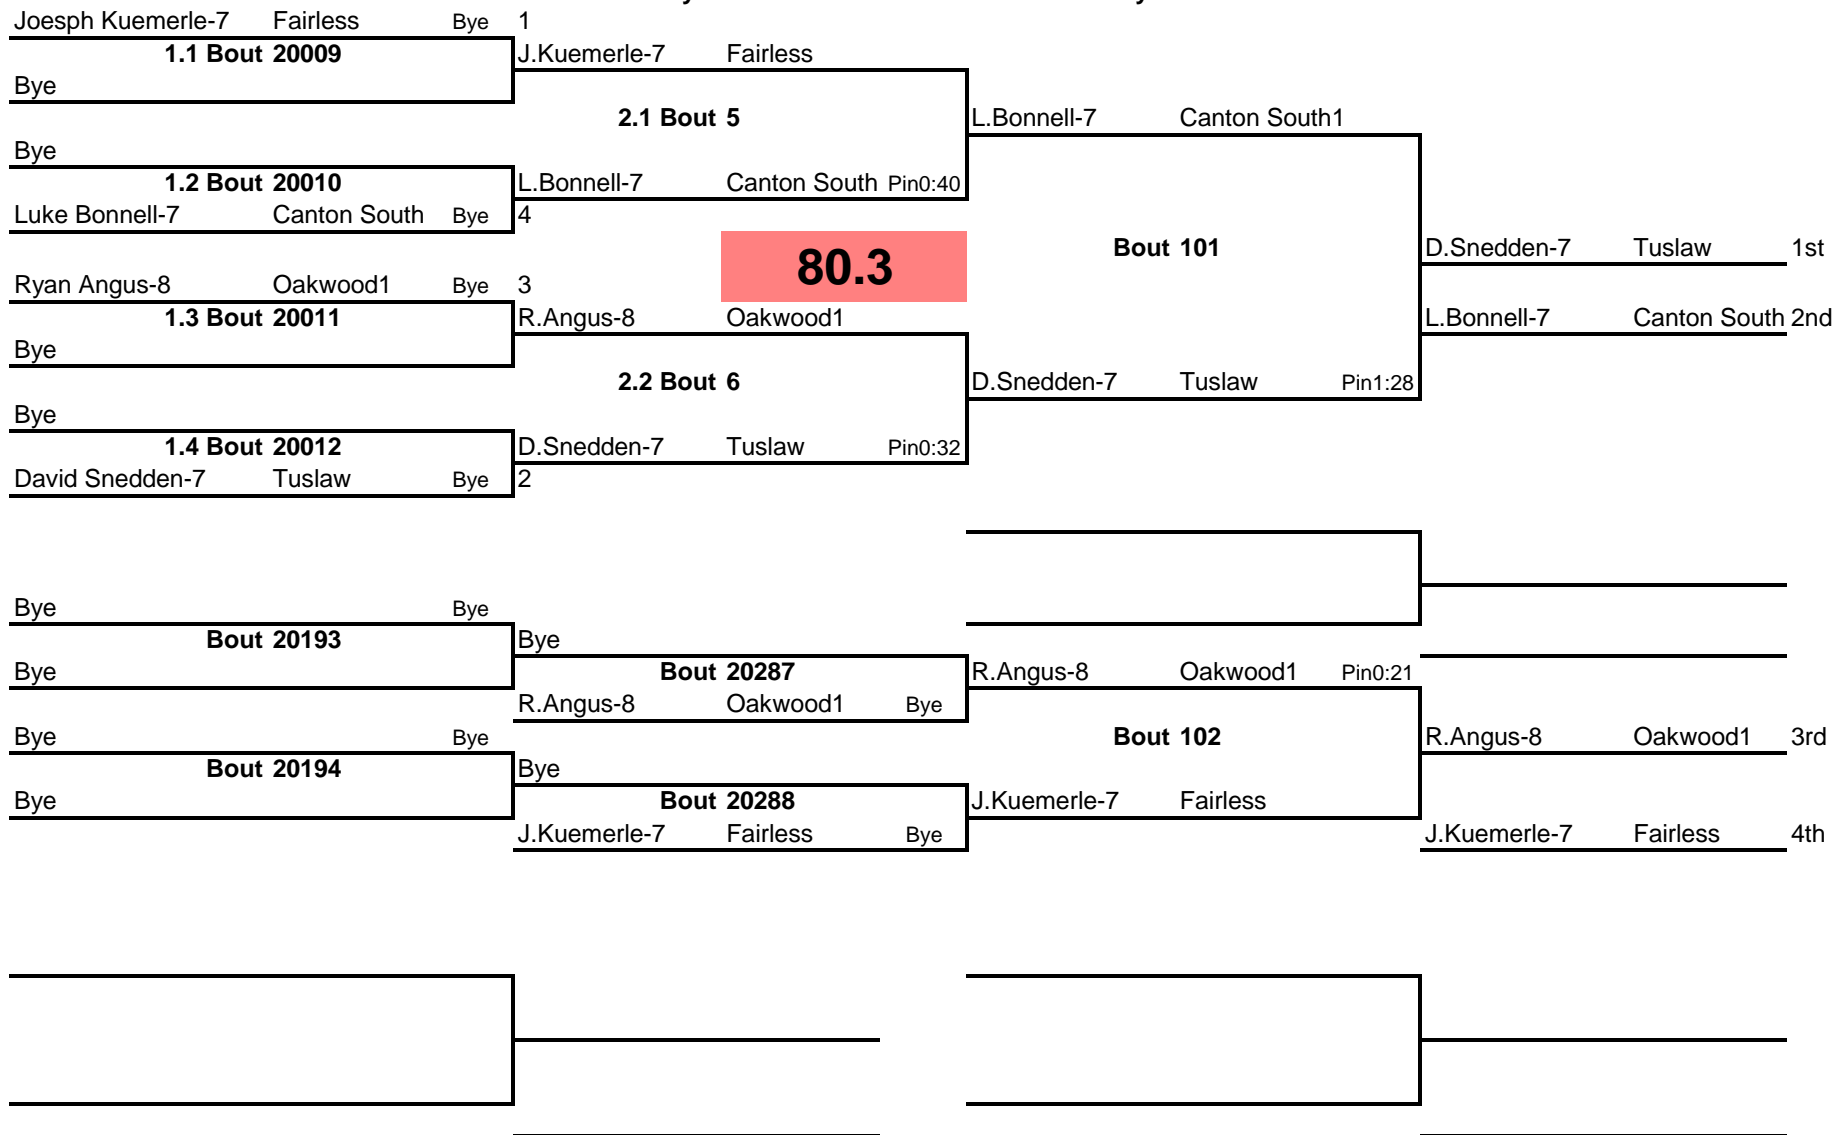 Joesph Kuemerle-7 Fairless Bye 1
1.1 Bout 20009 J.Kuemerle-7 Fairless
Bye
2.1 Bout 5 L.Bonnell-7 Canton South1
Bye
1.2 Bout 20010 L.Bonnell-7 Canton South Pin0:40
Luke Bonnell-7 Canton South Bye 4
80.3 Bout 101 D.Snedden-7 Tuslaw 1st
Ryan Angus-8 Oakwood1 Bye 3
1.3 Bout 20011 R.Angus-8 Oakwood1 L.Bonnell-7 Canton South 2nd
Bye
2.2 Bout 6 D.Snedden-7 Tuslaw Pin1:28
Bye
1.4 Bout 20012 D.Snedden-7 Tuslaw Pin0:32
David Snedden-7 Tuslaw Bye 2
Bye Bye
Bout 20193 Bye
Bye Bout 20287 R.Angus-8 Oakwood1 Pin0:21
R.Angus-8 Oakwood1 Bye
Bye Bye Bout 102 R.Angus-8 Oakwood1 3rd
Bout 20194 Bye
Bye Bout 20288 J.Kuemerle-7 Fairless
J.Kuemerle-7 Fairless Bye J.Kuemerle-7 Fairless 4th